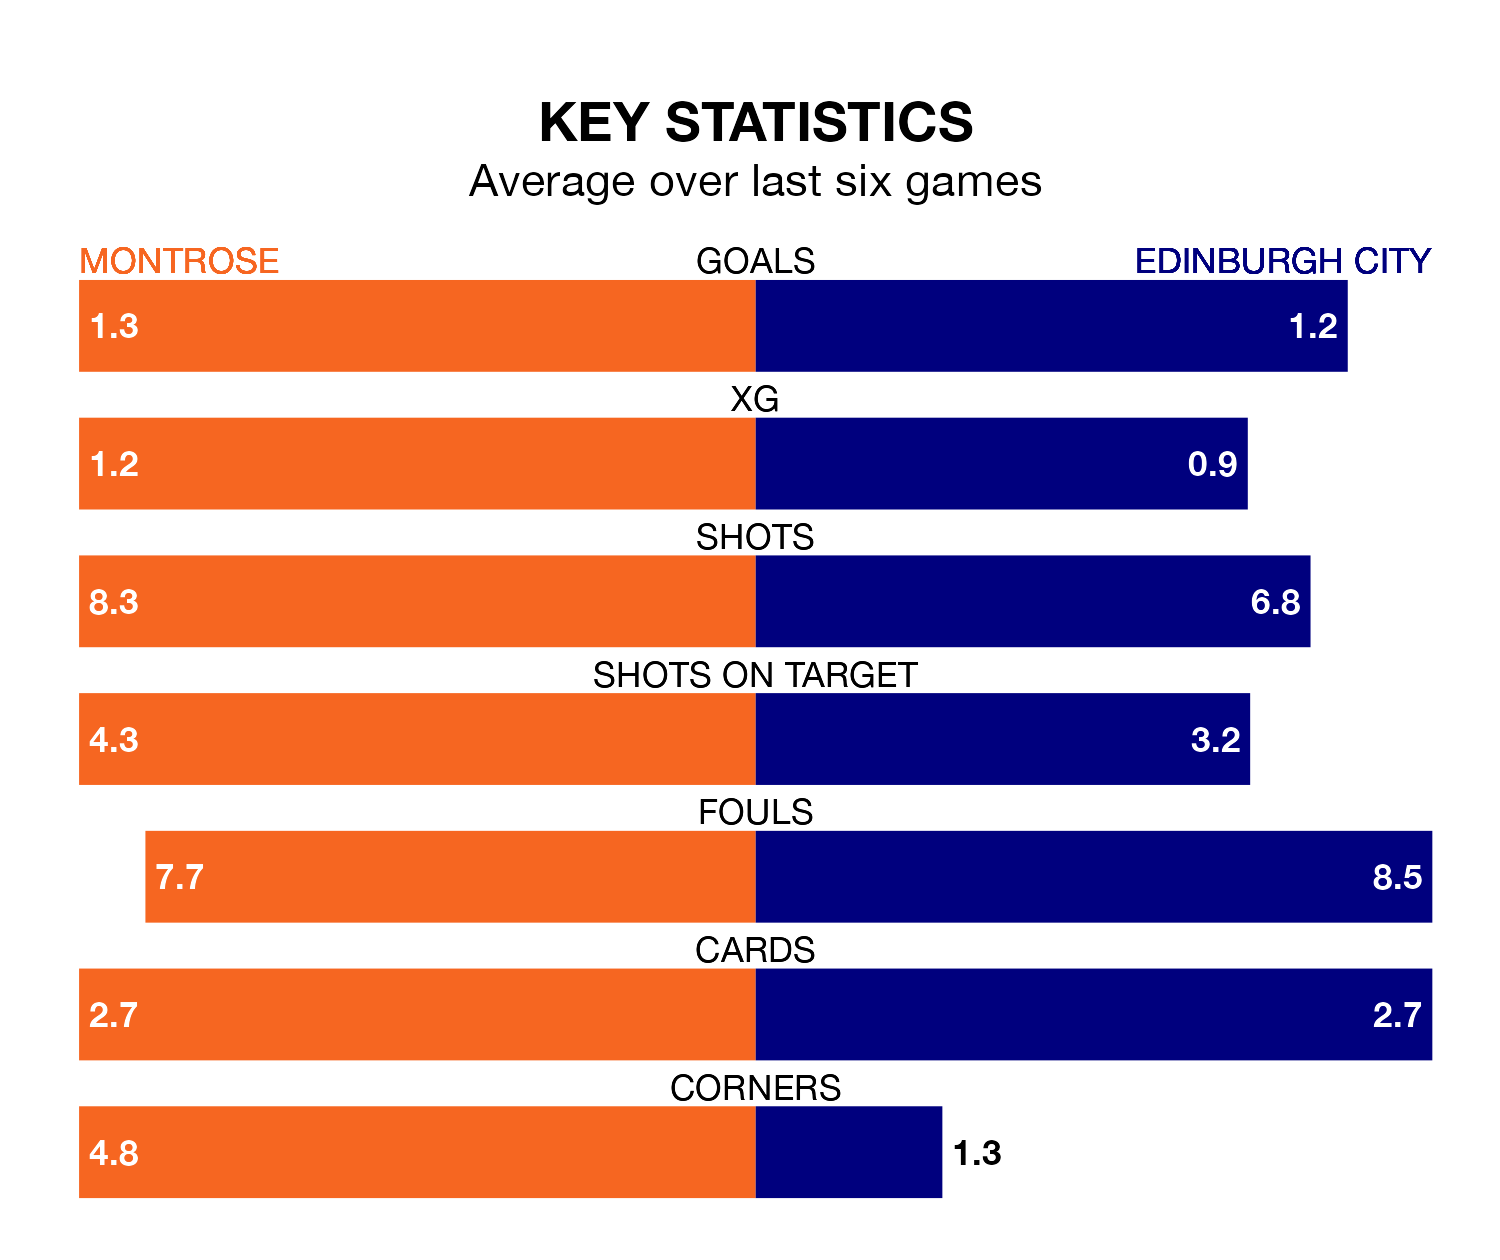 KEY STATISTICS
Average over last six games
MONTROSE GOALS EDINBURGH CITY
1.3 1.2
XG
1.2 0.9
SHOTS
8.3 6.8
SHOTS ON TARGET
4.3 3.2
FOULS
7.7 8.5
CARDS
2.7 2.7
CORNERS
4.8 1.3